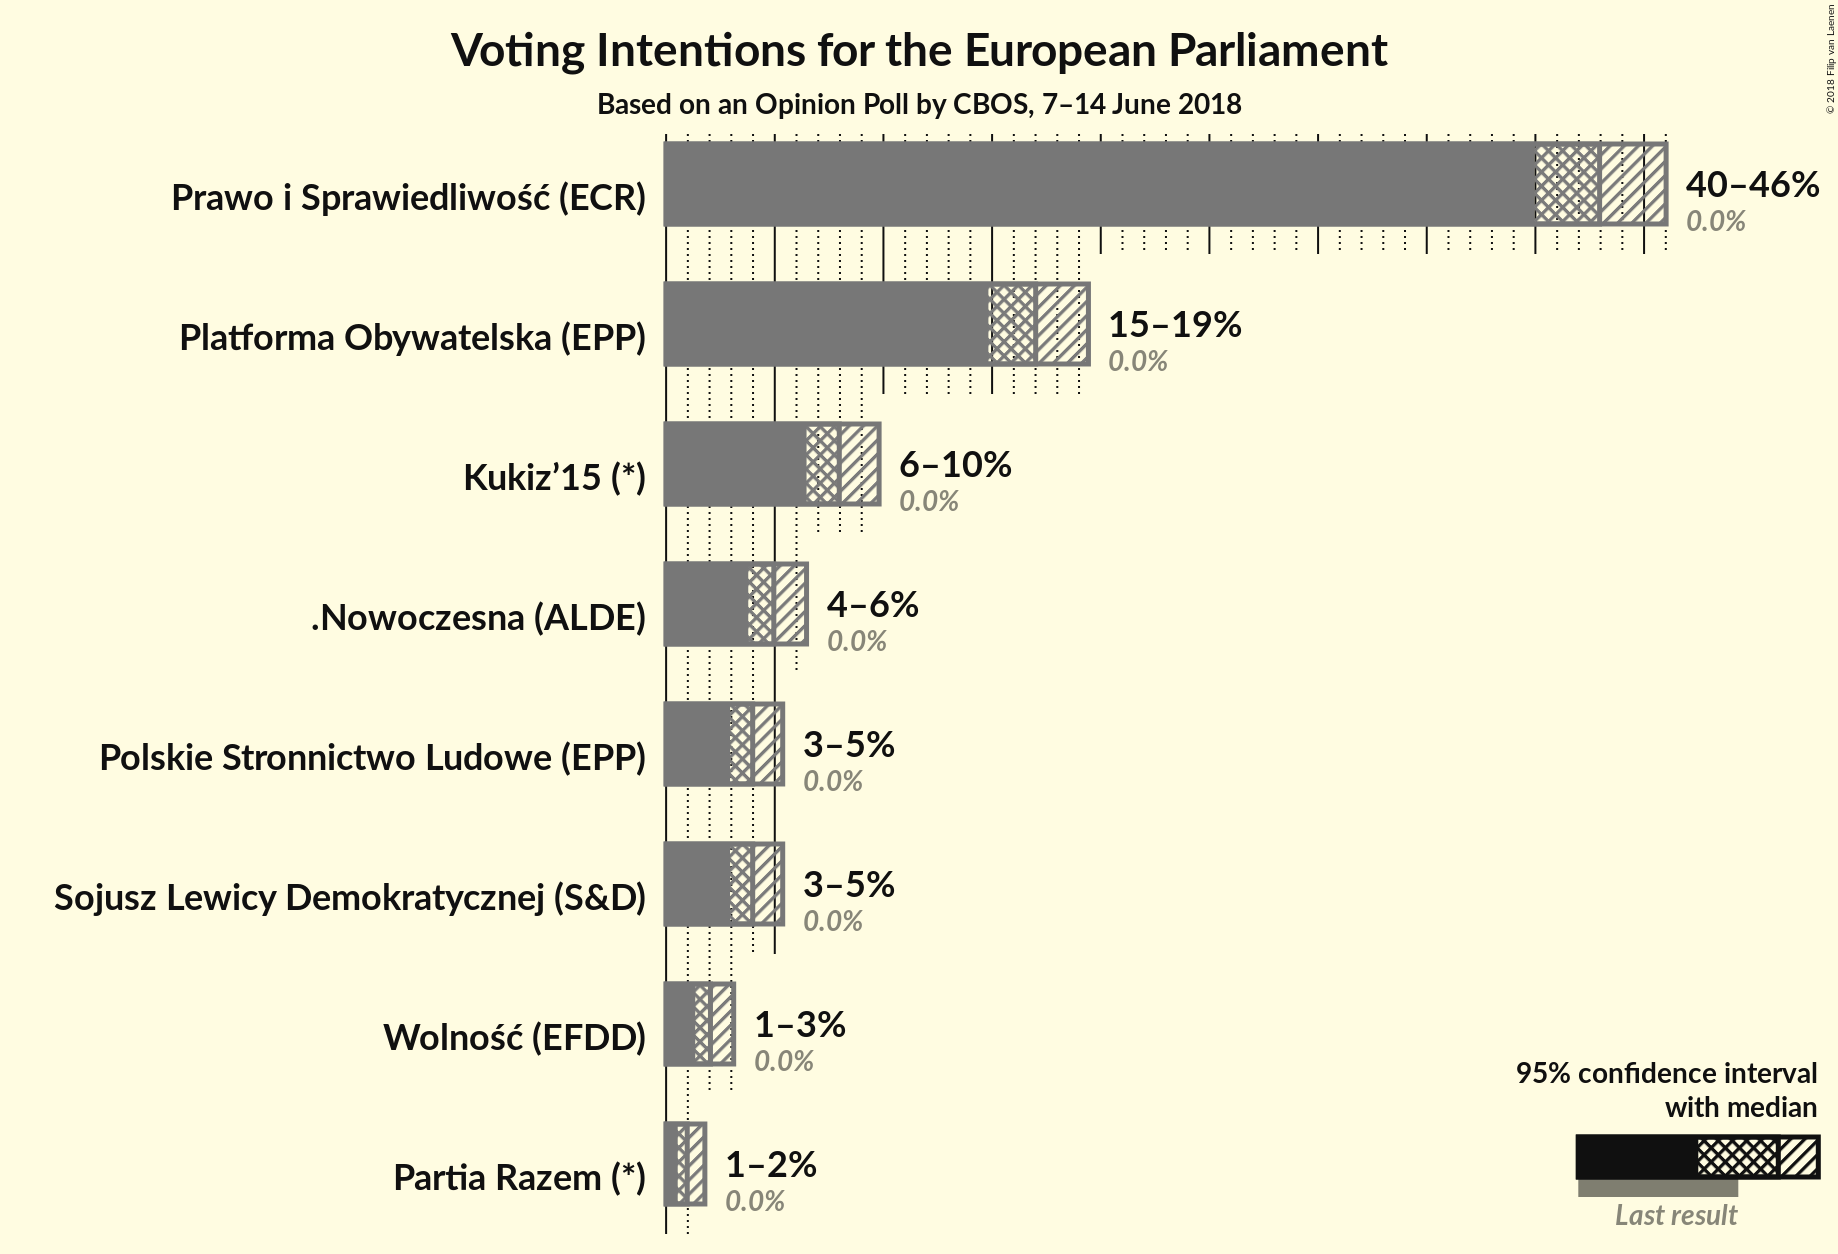 Voting Intentions for the European Parliament
Based on an Opinion Poll by CBOS, 7–14 June 2018
© 2018 Filip van Laenen
Prawo i Sprawiedliwość (ECR)
40–46%
0.0%
Platforma Obywatelska (EPP)
15–19%
0.0%
Kukiz’15 (*)
6–10%
0.0%
.Nowoczesna (ALDE)
4–6%
0.0%
Polskie Stronnictwo Ludowe (EPP)
3–5%
0.0%
Sojusz Lewicy Demokratycznej (S&D)
3–5%
0.0%
Wolność (EFDD)
1–3%
0.0%
Partia Razem (*)
1–2%
0.0%
95% confidence interval
with median
Last result